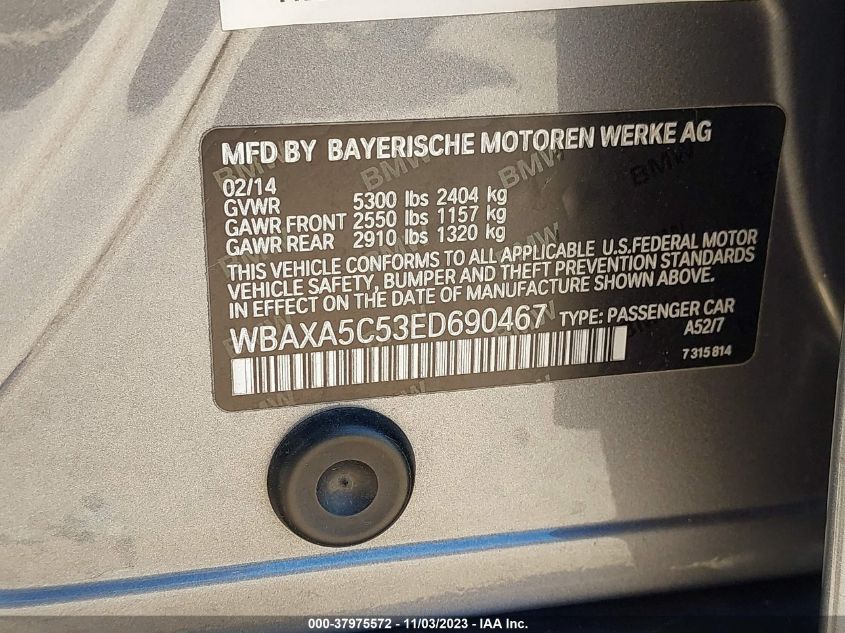 MFD BY BAYERISCHE MOTOREN WERKE AG
02/14
GVWR 5300 lbs 2404 kg
GAWR FRONT 2550 lbs 1157 kg
GAWR REAR 2910 lbs 1320 kg
THIS VEHICLE CONFORMS TO ALL APPLICABLE U.S.FEDERAL MOTOR
VEHICLE SAFETY, BUMPER AND THEFT PREVENTION STANDARDS
IN EFFECT ON THE DATE OF MANUFACTURE SHOWN ABOVE.
WBAXA5C53ED690467 TYPE: PASSENGER CAR
A52/7
7 315 814
000-37975572 - 11/03/2023 - IAA Inc.